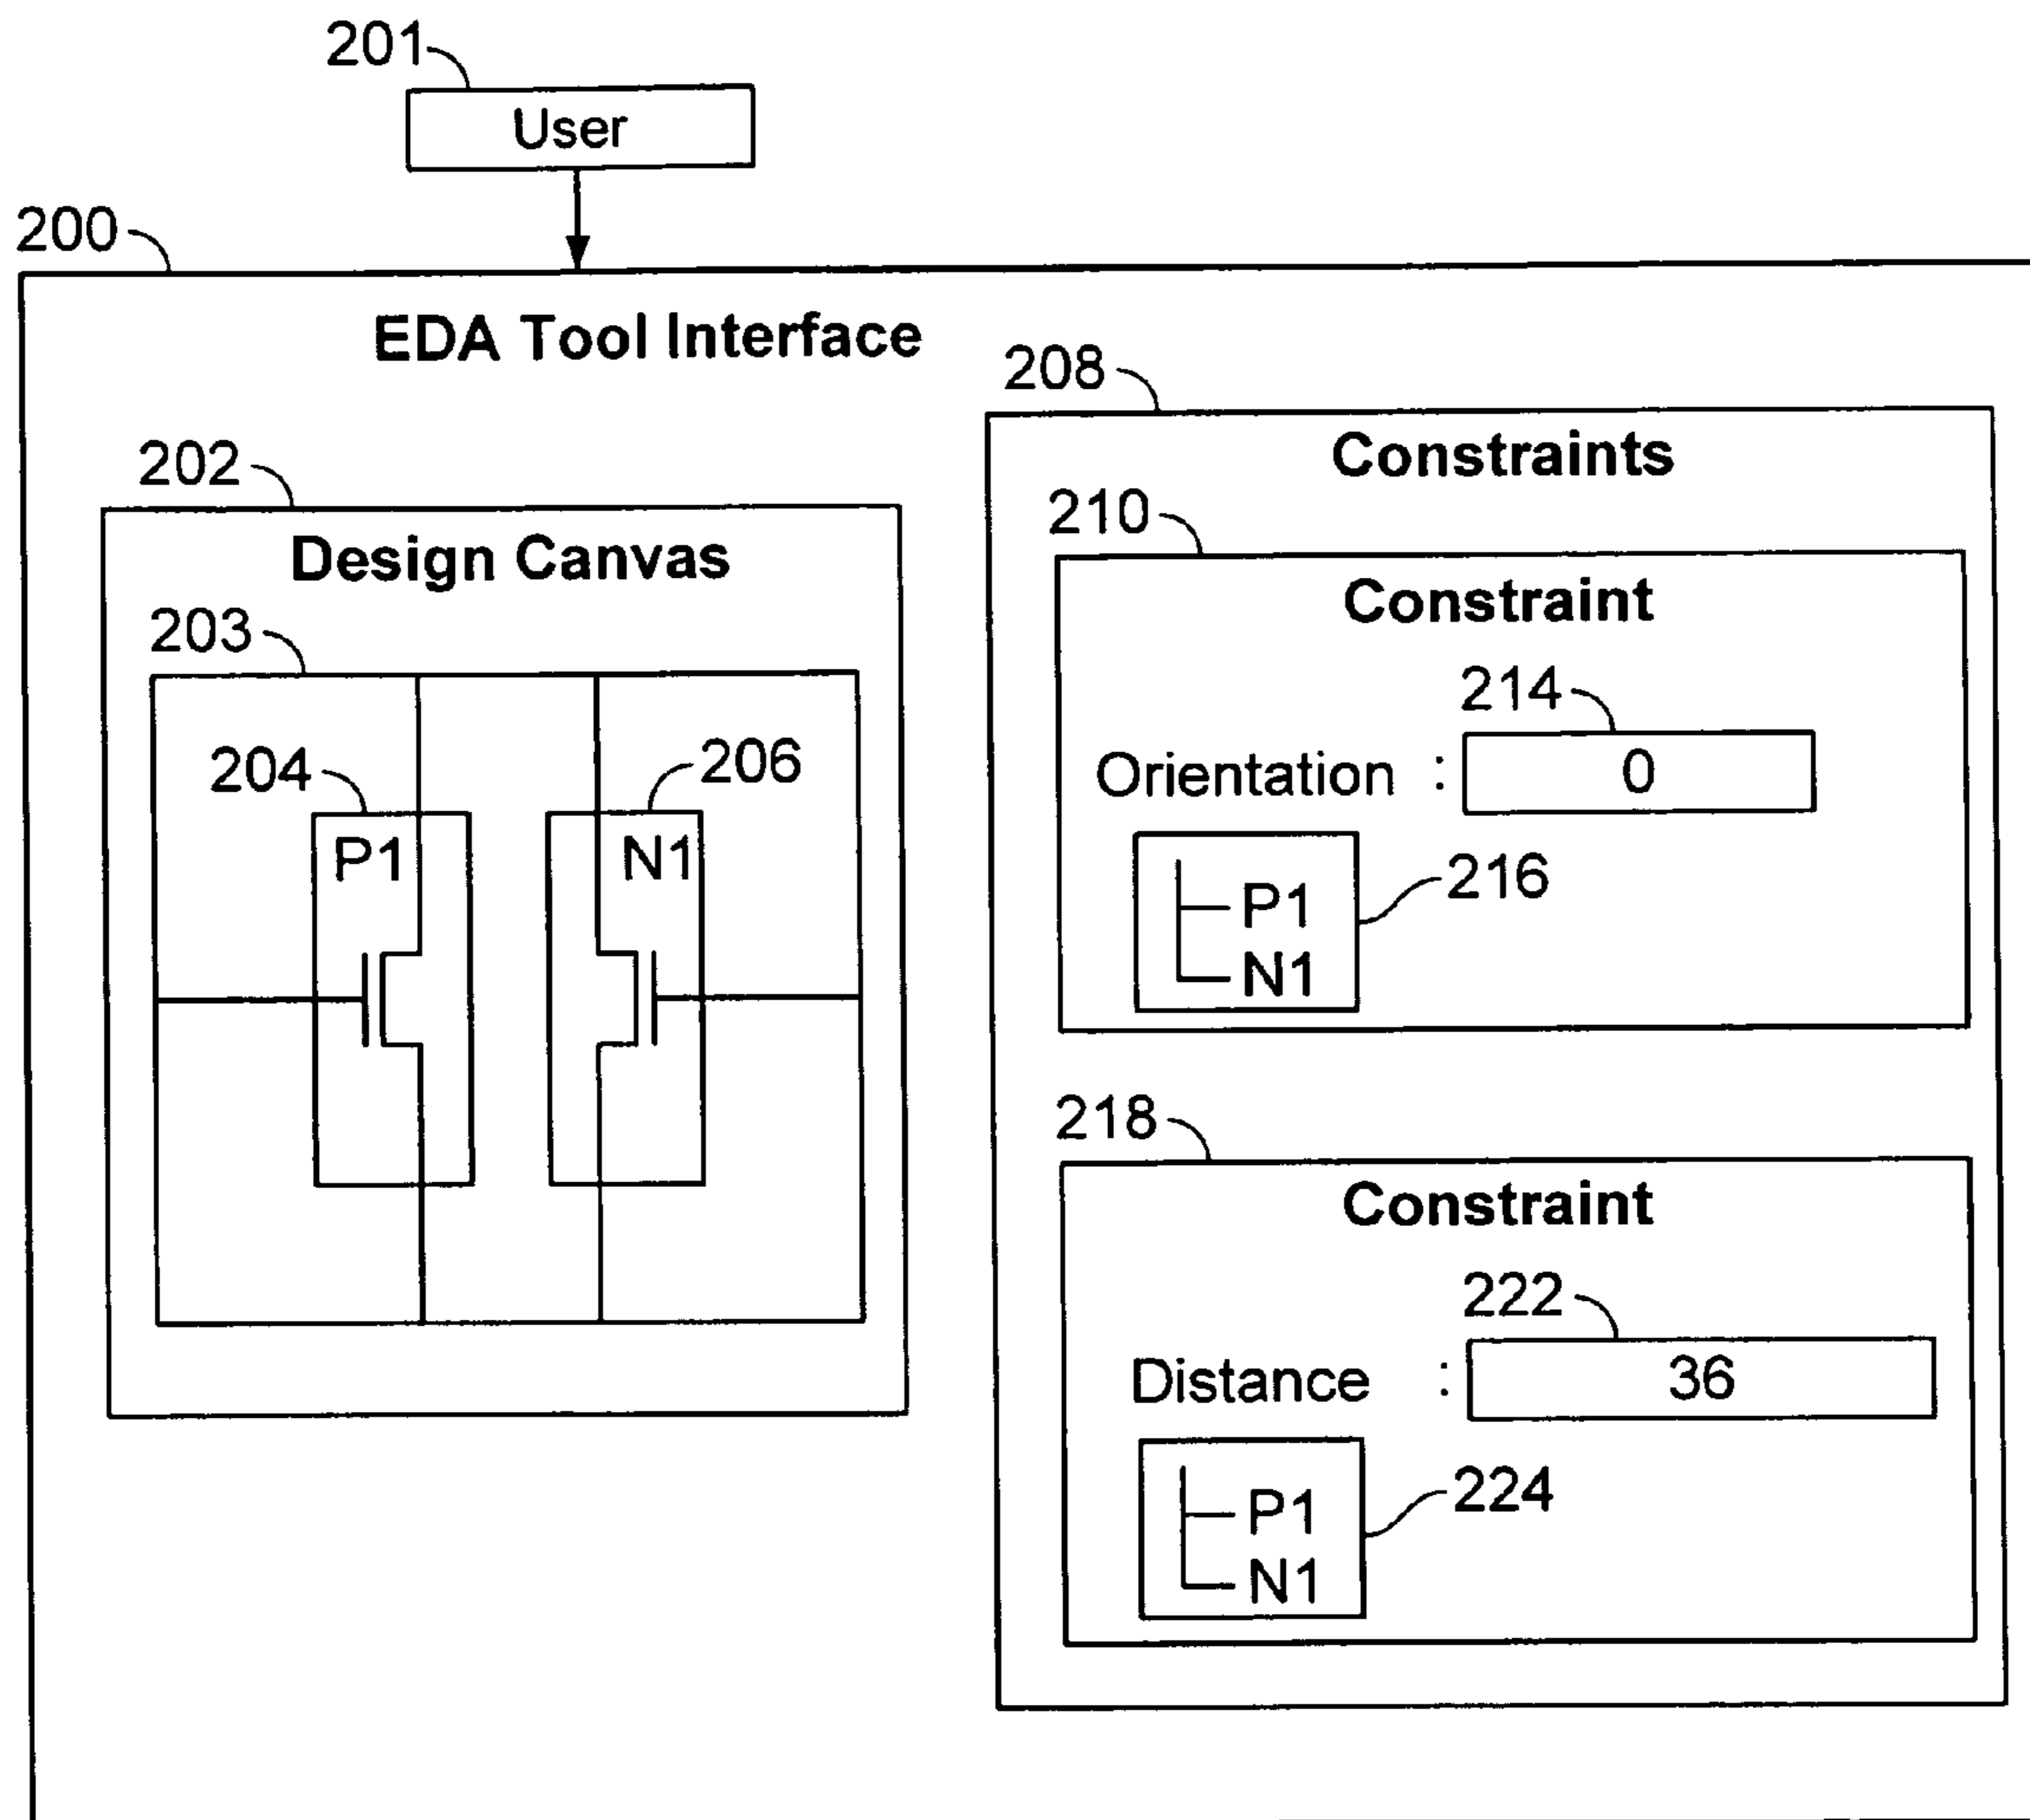 201
User
200
EDA Tool Interface
202
Design Canvas
203
204
206
P1
N1
208
Constraints
210
Constraint
214
Orientation : 0
216
P1
N1
218
Constraint
222
Distance : 36
224
P1
N1